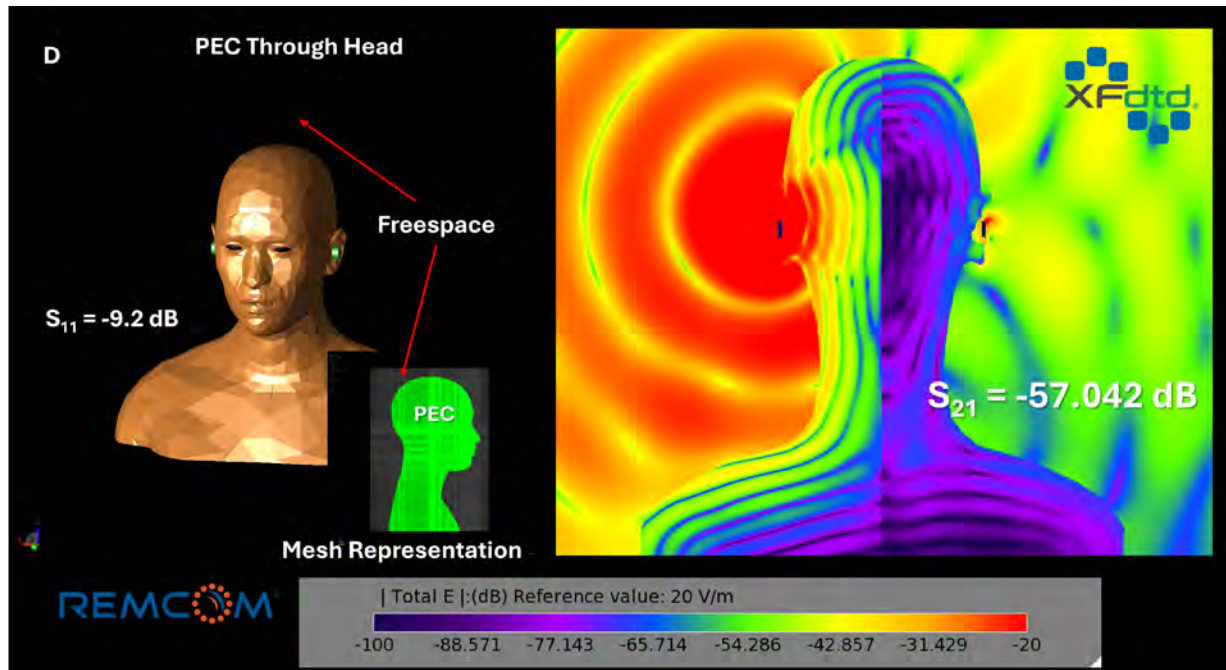 D
PEC Through Head
XFdtd®
Freespace
S11 = -9.2 dB
PEC
S21 = -57.042 dB
Mesh Representation
REMCOM®
| Total E |:(dB) Reference value: 20 V/m
-100 -88.571 -77.143 -65.714 -54.286 -42.857 -31.429 -20